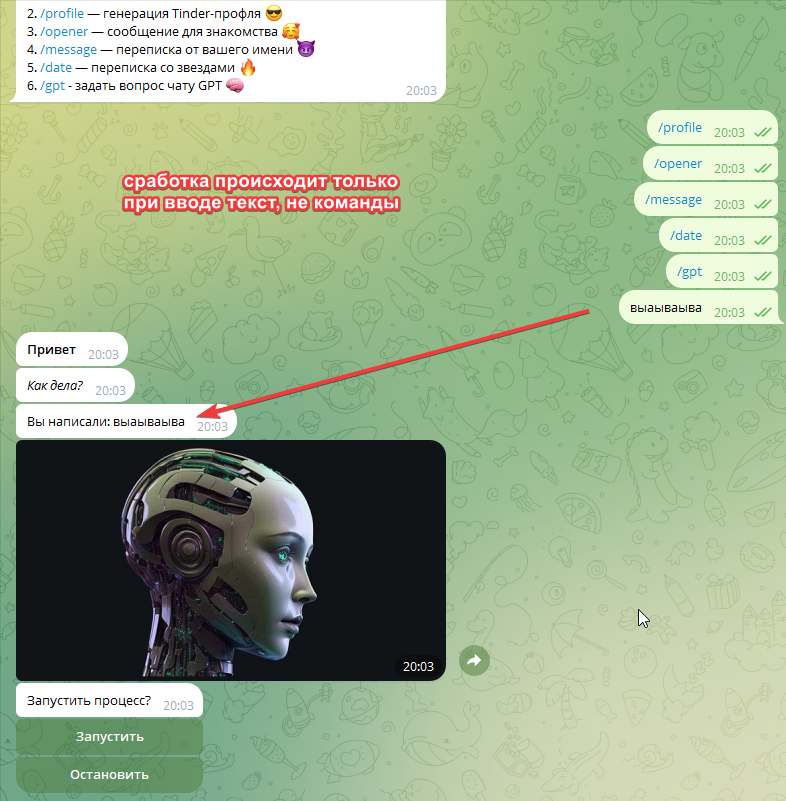 2. /profile — генерация Tinder-профля 😎
3. /opener — сообщение для знакомства 🥰
4. /message — переписка от вашего имени 😈
5. /date — переписка со звездами 🔥
6. /gpt - задать вопрос чату GPT 🧠
20:03
/profile 20:03
/opener 20:03
сработка происходит только
при вводе текст, не команды
/message 20:03
/date 20:03
/gpt 20:03
выаываыва 20:03
Привет 20:03
Как дела? 20:03
Вы написали: выаываыва 20:03
20:03
Запустить процесс? 20:03
Запустить
Остановить